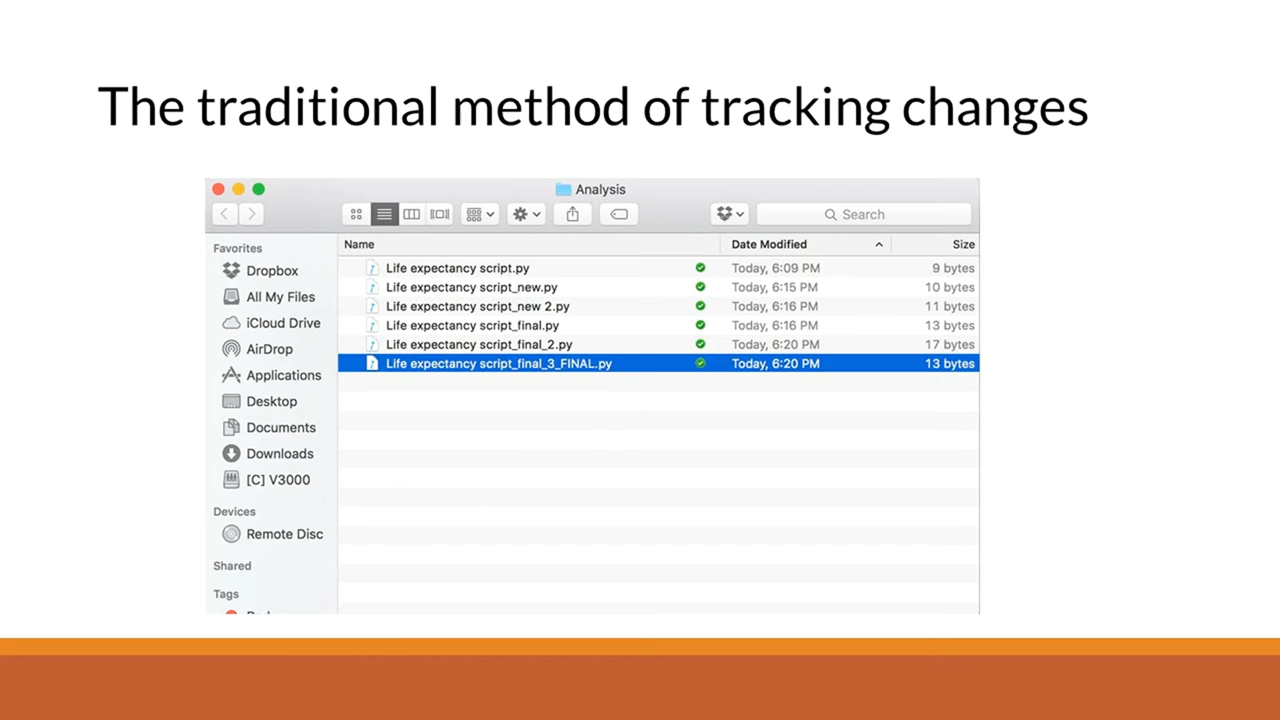 The traditional method of tracking changes
Analysis
Search
Favorites
Dropbox
All My Files
iCloud Drive
AirDrop
Applications
Desktop
Documents
Downloads
[C] V3000
Devices
Remote Disc
Shared
Tags
Name Date Modified Size
Life expectancy script.py Today, 6:09 PM 9 bytes
Life expectancy script_new.py Today, 6:15 PM 10 bytes
Life expectancy script_new 2.py Today, 6:16 PM 11 bytes
Life expectancy script_final.py Today, 6:16 PM 13 bytes
Life expectancy script_final_2.py Today, 6:20 PM 17 bytes
Life expectancy script_final_3_FINAL.py Today, 6:20 PM 13 bytes